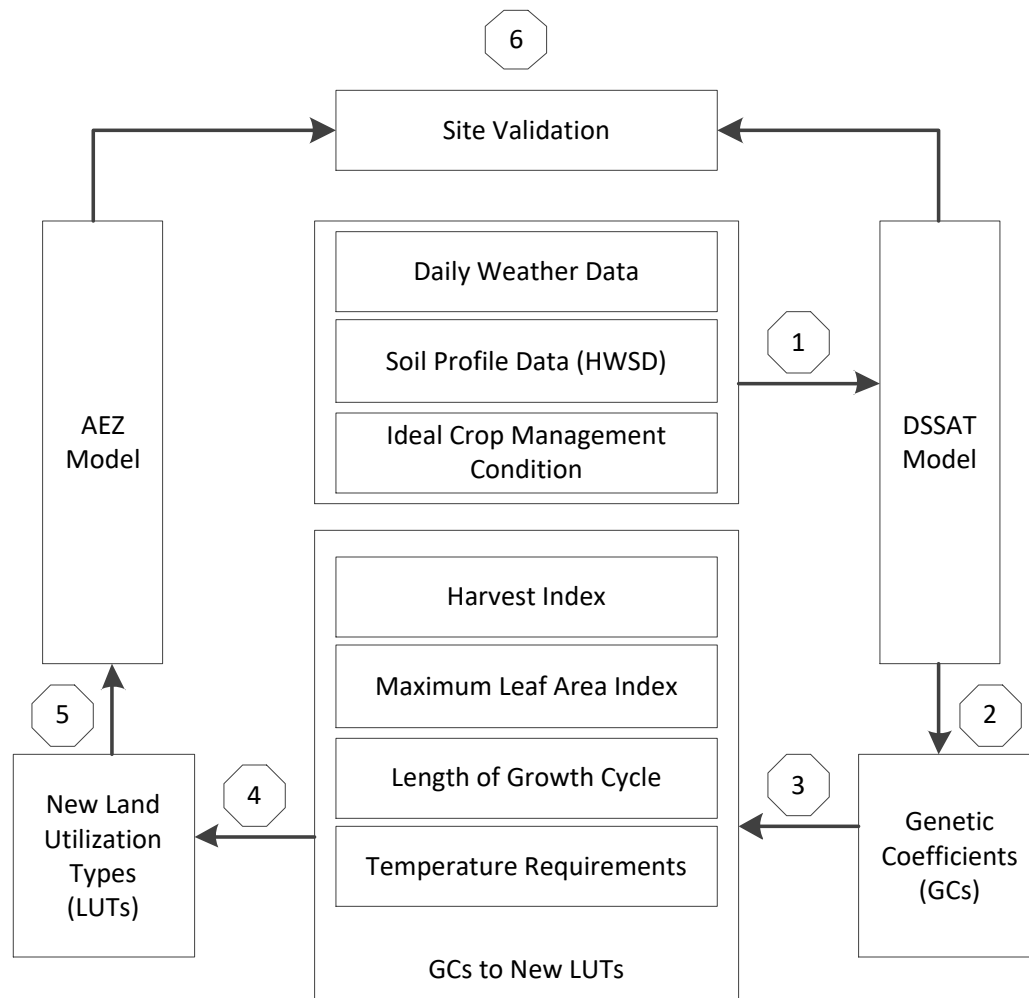 6
Site Validation
Daily Weather Data
Soil Profile Data (HWSD)
Ideal Crop Management
Condition
1
AEZ
Model
DSSAT
Model
Harvest Index
Maximum Leaf Area Index
Length of Growth Cycle
Temperature Requirements
GCs to New LUTs
5
2
New Land
Utilization
Types
(LUTs)
4
3
Genetic
Coefficients
(GCs)